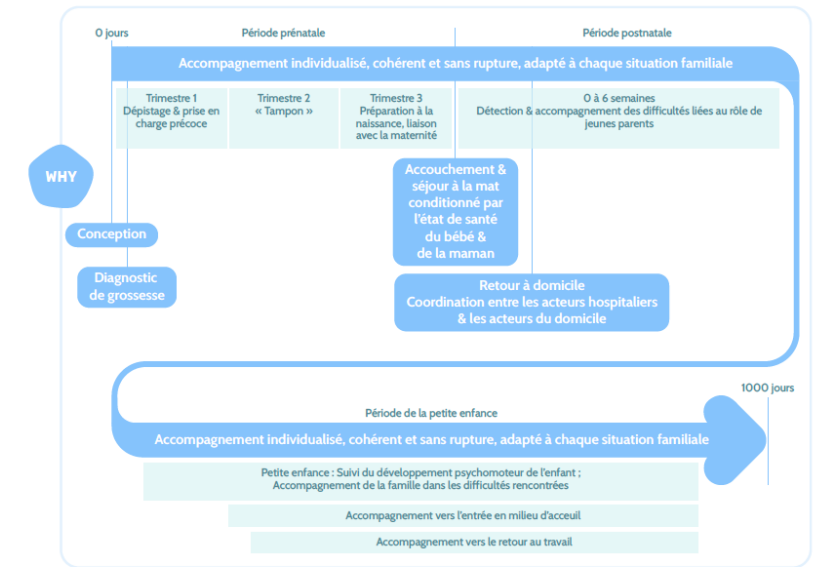 0 jours
Période prénatale
Période postnatale
Accompagnement individualisé, cohérent et sans rupture, adapté à chaque situation familiale
Trimestre 1
Dépistage & prise en
charge précoce
Trimestre 2
« Tampon »
Trimestre 3
Préparation à la
naissance, liaison
avec la maternité
0 à 6 semaines
Détection & accompagnement des difficultés liées au rôle de
jeunes parents
WHY
Accouchement &
séjour à la mat
conditionné par
l'état de santé
du bébé &
de la maman
Conception
Diagnostic
de grossesse
Retour à domicile
Coordination entre les acteurs hospitaliers
& les acteurs du domicile
1000 jours
Période de la petite enfance
Accompagnement individualisé, cohérent et sans rupture, adapté à chaque situation familiale
Petite enfance : Suivi du développement psychomoteur de l'enfant ;
Accompagnement de la famille dans les difficultés rencontrées
Accompagnement vers l'entrée en milieu d'acceuil
Accompagnement vers le retour au travail